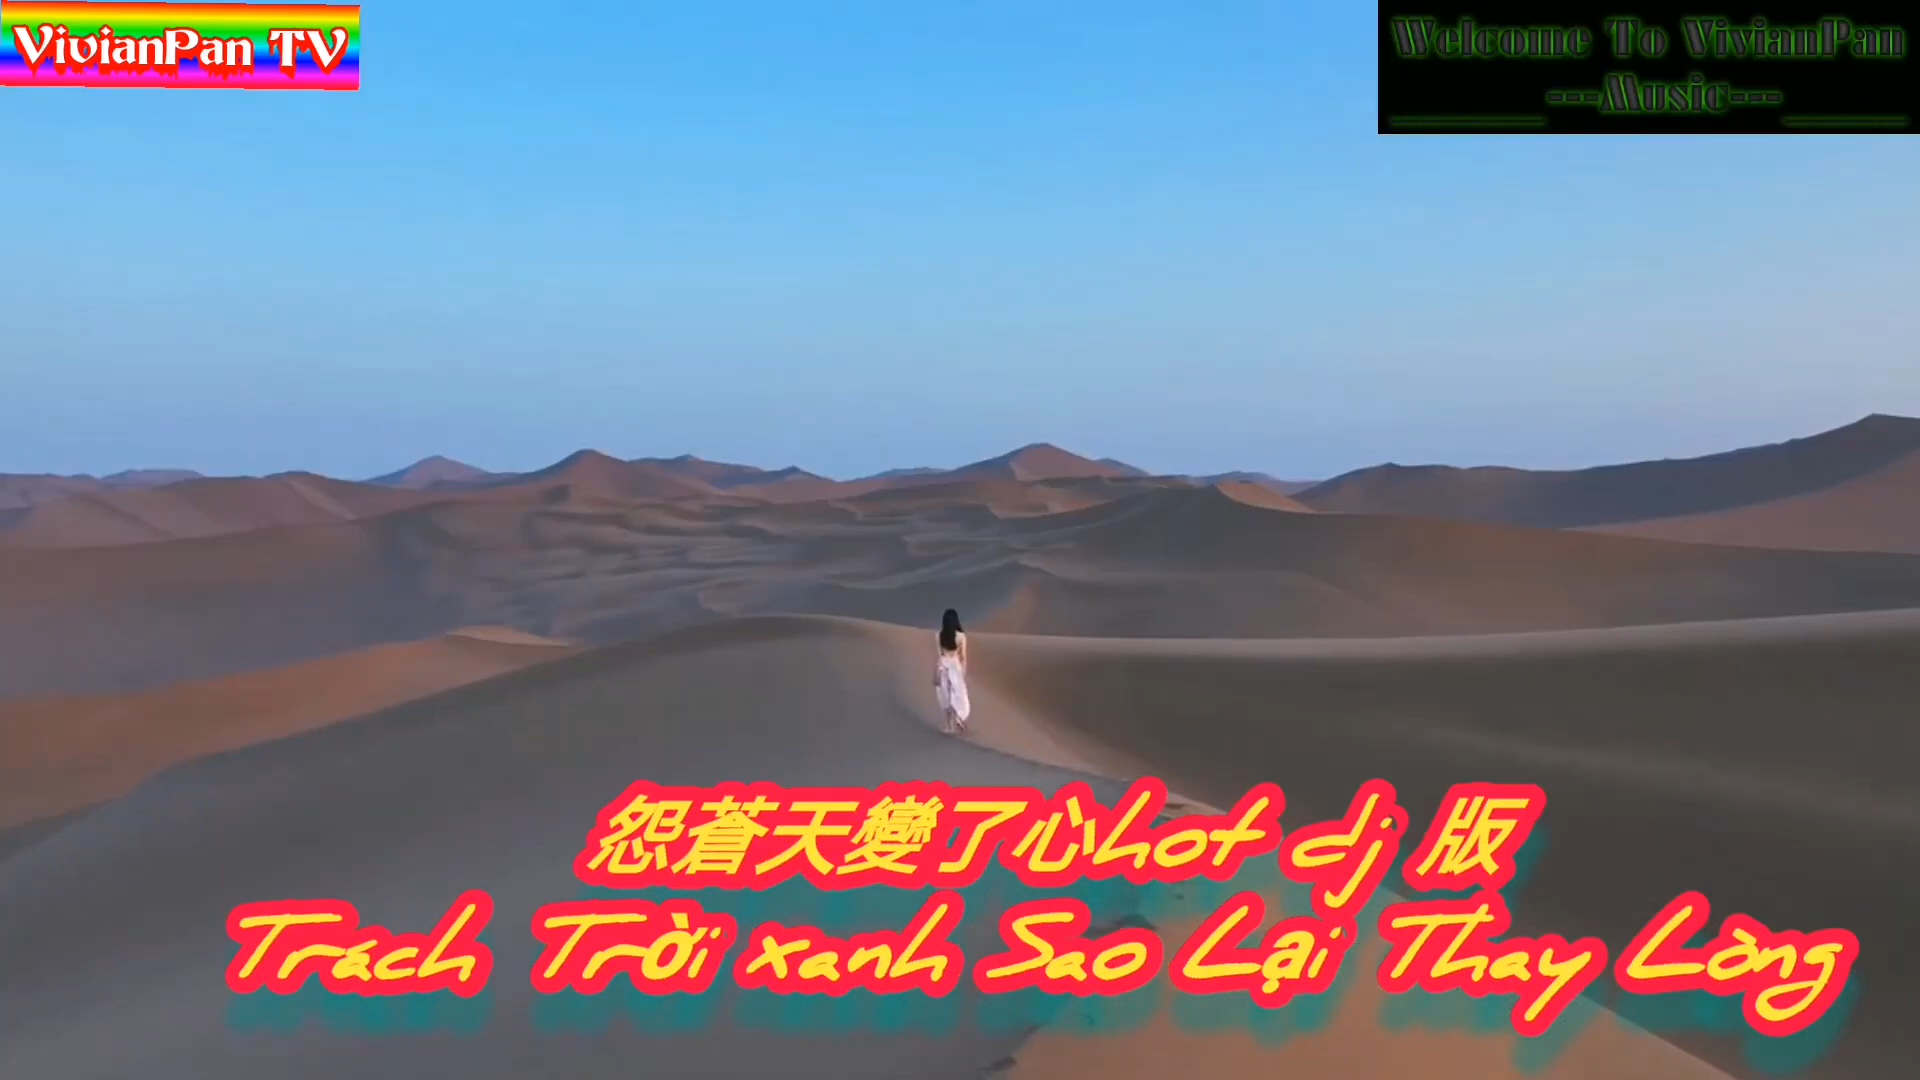 VivianPan TV
Welcome To VivianPan
---Music---
怨蒼天變了心hot dj 版
Trách Trời xanh Sao Lại Thay Lòng